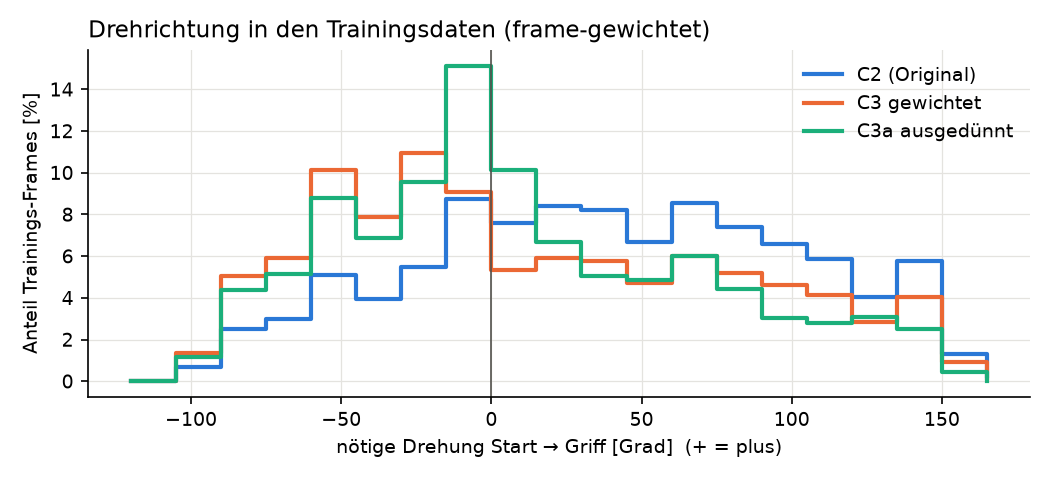 Drehrichtung in den Trainingsdaten (frame-gewichtet)
C2 (Original)
C3 gewichtet
C3a ausgedünnt
Anteil Trainings-Frames [%]
14
12
10
8
6
4
2
0
−100
−50
0
50
100
150
nötige Drehung Start → Griff [Grad]  (+ = plus)